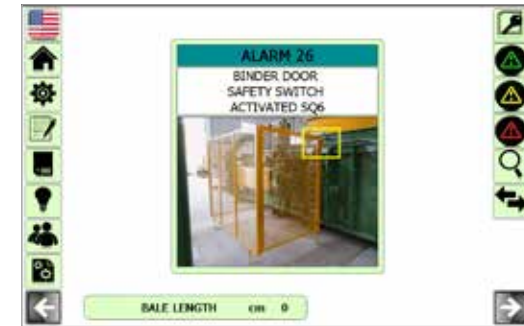 ALARM 26
BINDER DOOR
SAFETY SWITCH
ACTIVATED SQ6
BALE LENGTH cm 0